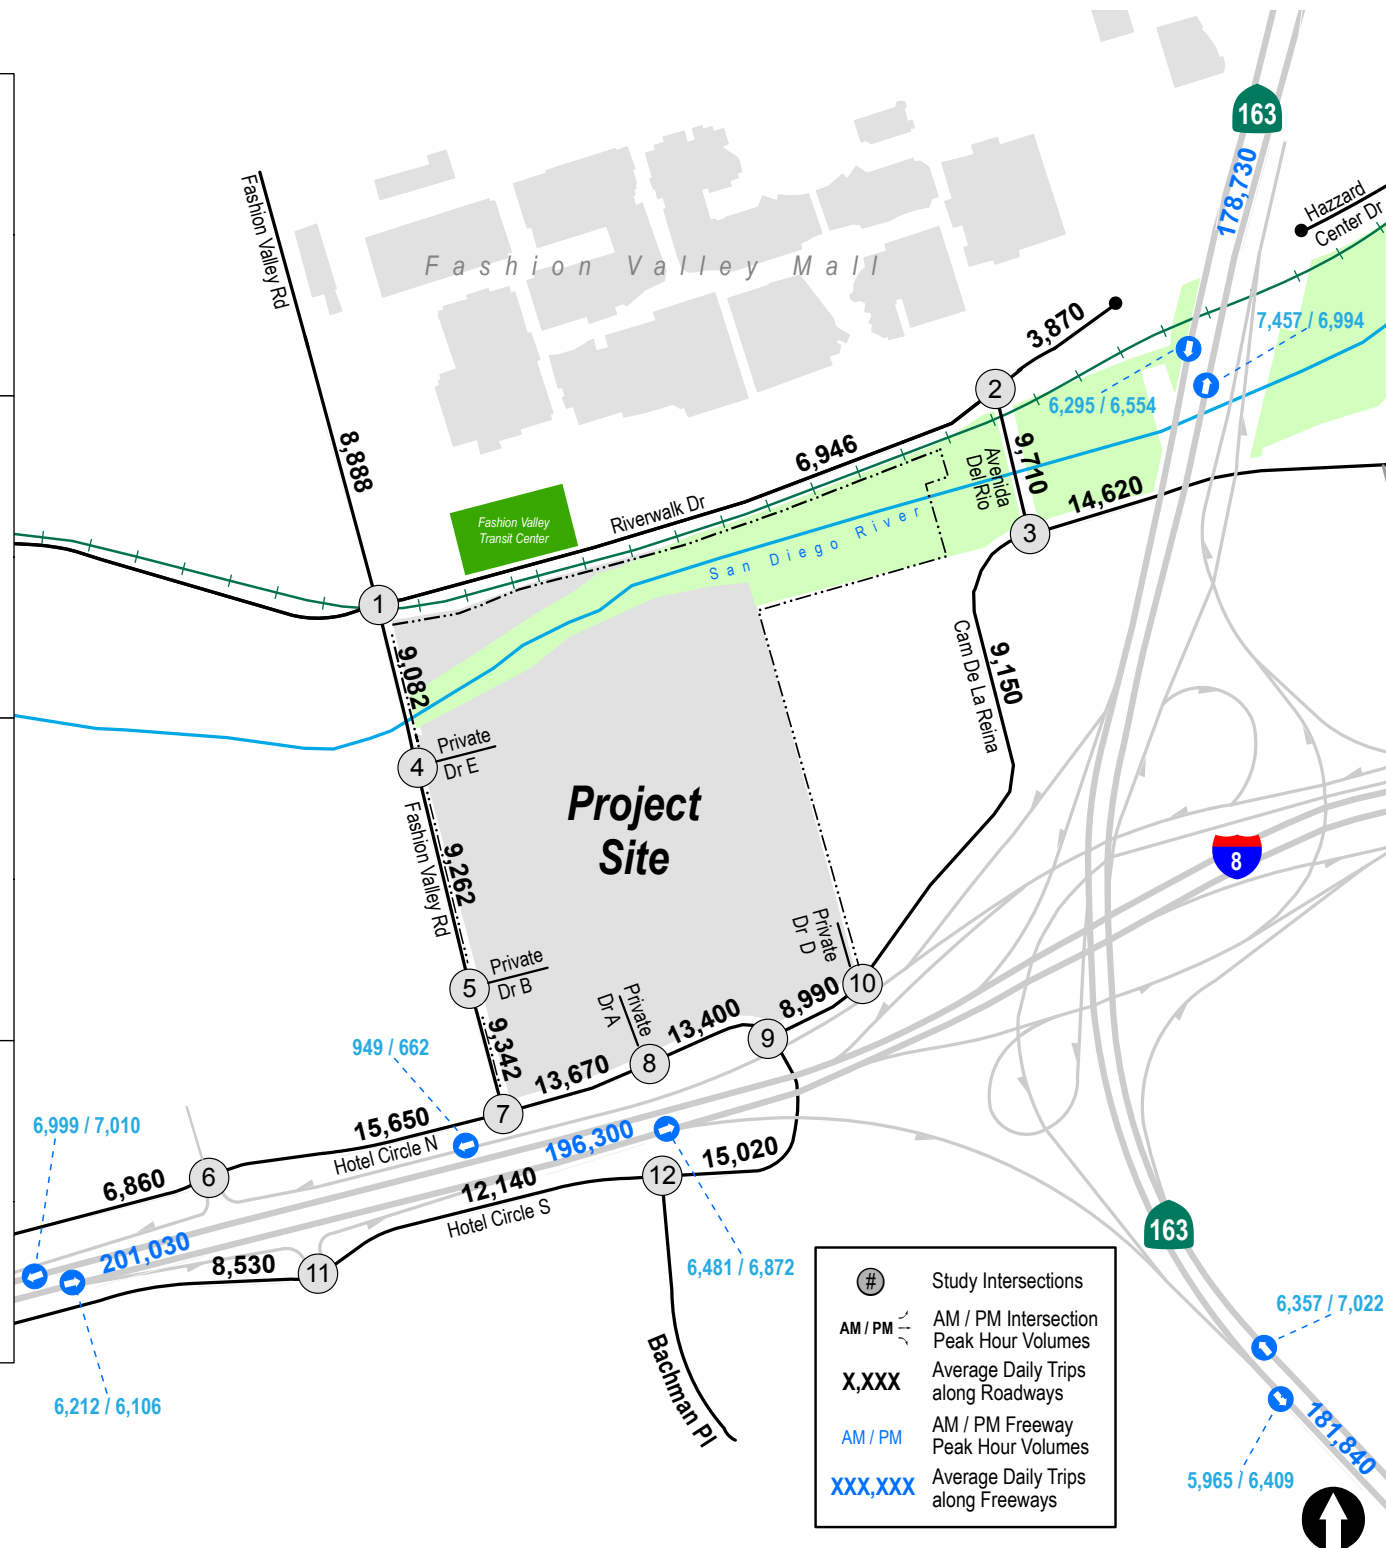 163
178,730
Hazzard
Center Dr
Fashion Valley Rd
Fashion Valley Mall
3,870
7,457 / 6,994
2
6,295 / 6,554
8,888
6,946
9,710
Avenida
Del Rio
14,620
Fashion Valley
Transit Center
Riverwalk Dr
San Diego River
3
1
9,082
Cam De La Reina
9,150
Private
Dr E
4
Project
Site
Fashion Valley Rd
9,262
8
Private
Dr D
Private
Dr B
5
10
Private
Dr A
8,990
13,400
9
9,342
949 / 662
8
13,670
7
6,999 / 7,010
15,650
Hotel Circle N
196,300
15,020
6
6,860
12
12,140
Hotel Circle S
163
201,030
8,530
11
6,481 / 6,872
6,212 / 6,106
Bachman Pl
6,357 / 7,022
181,840
5,965 / 6,409
# Study Intersections
AM / PM AM / PM Intersection
Peak Hour Volumes
X,XXX Average Daily Trips
along Roadways
AM / PM AM / PM Freeway
Peak Hour Volumes
XXX,XXX Average Daily Trips
along Freeways